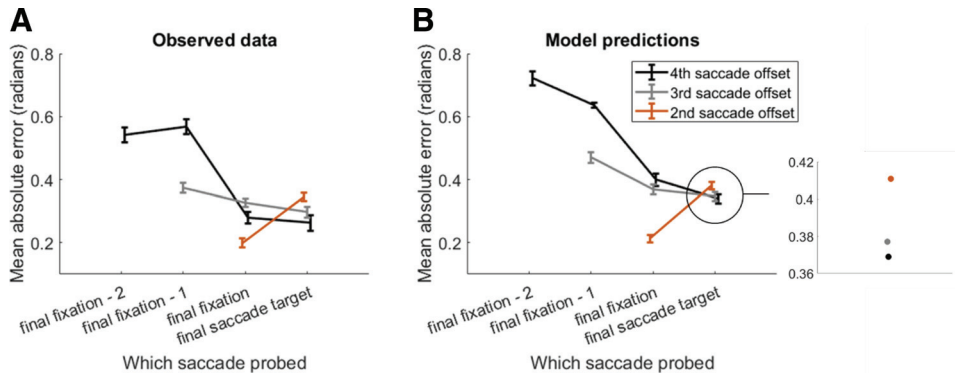 A
Observed data
Mean absolute error (radians)
0.8
0.6
0.4
0.2
final fixation - 2
final fixation - 1
final fixation
final saccade target
Which saccade probed
B
Model predictions
Mean absolute error (radians)
0.8
0.6
0.4
0.2
4th saccade offset
3rd saccade offset
2nd saccade offset
final fixation - 2
final fixation - 1
final fixation
final saccade target
Which saccade probed
0.42
0.4
0.38
0.36